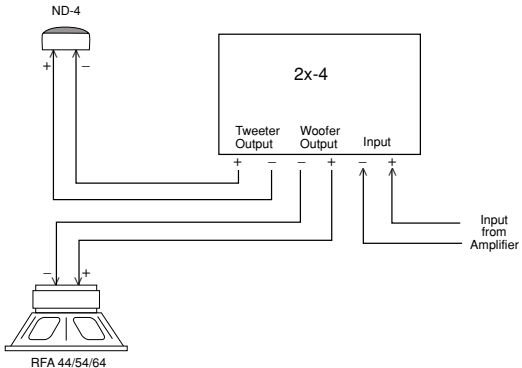 ND-4
+ –
2x-4
Tweeter Output
Woofer Output
Input
+ – – + – +
Input from Amplifier
– +
RFA 44/54/64